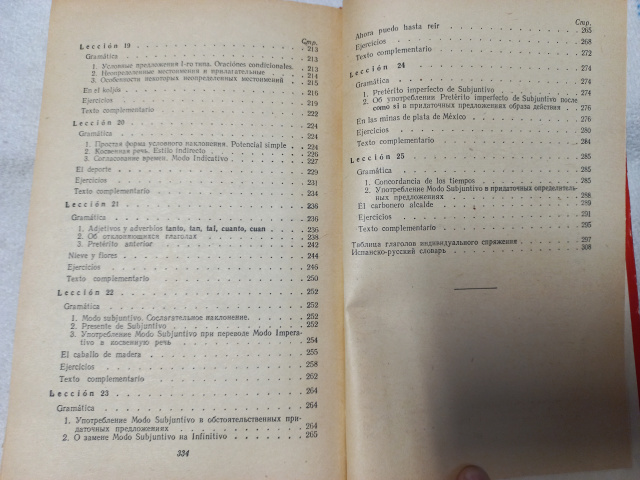 Стр.
Lección 19 . . . 213
Gramática . . . 213
1. Условные предложения I-го типа. Oraciónes condicionales. 213
2. Неопределенные местоимения и прилагательные . . . 214
3. Особенности некоторых неопределенных местоимений . . . 215
En el koljós . . . 216
Ejercicios . . . 219
Texto complementario . . . 222
Lección 20 . . . 224
Gramática . . . 224
1. Простая форма условного наклонения. Potencial simple . . . 224
2. Косвенная речь. Estilo indirecto . . . 226
3. Согласование времен. Modo Indicativo . . . 227
El deporte . . . 229
Ejercicios . . . 231
Texto complementario . . . 234
Lección 21 . . . 236
Gramática . . . 236
1. Adjetivos y adverbios tanto, tan, tal, cuanto, cuan . . . 236
2. Об отклоняющихся глаголах . . . 238
3. Pretérito anterior . . . 242
Nieve y flores . . . 244
Ejercicios . . . 246
Texto complementario . . . 250
Lección 22 . . . 252
Gramática . . . 252
1. Modo subjuntivo. Сослагательное наклонение. . . . 252
2. Presente de Subjuntivo . . . 252
3. Употребление Modo Subjuntivo при переводе Modo Impera-
tivo в косвенную речь . . . 254
El caballo de madera . . . 255
Ejercicios . . . 258
Texto complementario . . . 262
Lección 23 . . . 264
Gramática . . . 264
1. Употребление Modo Subjuntivo в обстоятельственных при-
даточных предложениях . . . 264
2. О замене Modo Subjuntivo на Infinitivo . . . 265
334
Стр.
Ahora puedo hasta reir . . . 265
Ejercicios . . . 268
Texto complementario . . . 272
Lección 24 . . . 274
Gramática . . . 274
1. Pretérito imperfecto de Subjuntivo . . . 274
2. Об употреблении Pretérito imperfecto de Subjuntivo после
como si в придаточных предложениях образа действия . . . 276
En las minas de plata de México . . . 276
Ejercicios . . . 280
Texto complementario . . . 284
Lección 25 . . . 285
Gramática . . . 285
1. Concordancia de los tiempos . . . 285
2. Употребление Modo Subjuntivo в придаточных определитель-
ных предложениях . . . 288
El carbonero alcalde . . . 289
Ejercicios . . . 291
Texto complementario . . . 295
Таблица глаголов индивидуального спряжения . . . 297
Испанско-русский словарь . . . 308